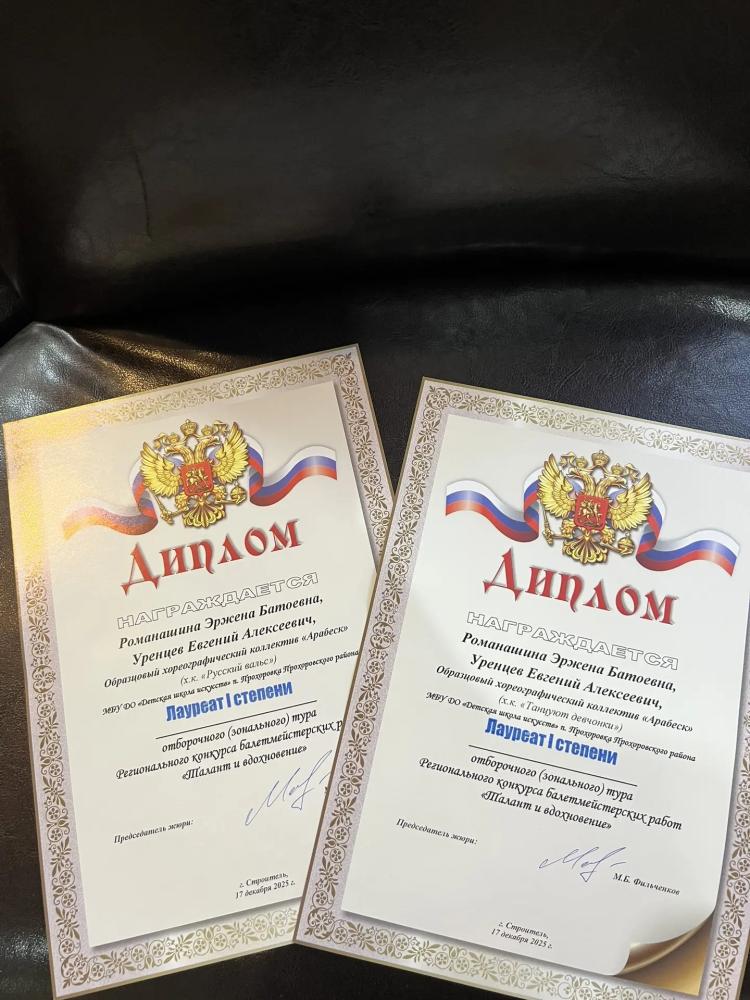 ДИПЛОМ
НАГРАЖДАЕТСЯ
Романашина Эржена Батоевна,
Уренцев Евгений Алексеевич,
Образцовый хореографический коллектив «Арабеск»
(х.к. «Русский вальс»)
МБУ ДО «Детская школа искусств» п. Прохоровка Прохоровского района
Лауреат I степени
отборочного (зонального) тура
Регионального конкурса балетмейстерских р
«Талант и вдохновение»
Председатель жюри:
г. Строитель,
17 декабря 2025 г.
ДИПЛОМ
НАГРАЖДАЕТСЯ
Романашина Эржена Батоевна,
Уренцев Евгений Алексеевич,
Образцовый хореографический коллектив «Арабеск»
(х.к. «Танцуют девчонки»)
МБУ ДО «Детская школа искусств» п. Прохоровка Прохоровского района
Лауреат I степени
отборочного (зонального) тура
Регионального конкурса балетмейстерских работ
«Талант и вдохновение»
Председатель жюри:
М.Б. Фильченков
г. Строитель,
17 декабря 2025 г.